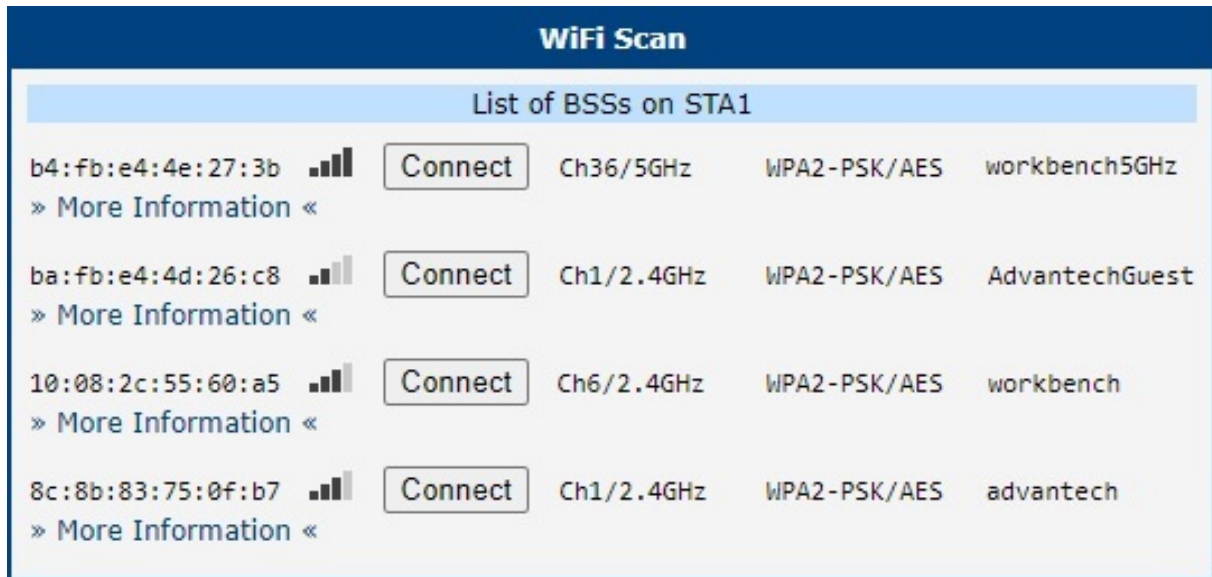 WiFi Scan
List of BSSs on STA1
b4:fb:e4:4e:27:3b Connect Ch36/5GHz WPA2-PSK/AES workbench5GHz
» More Information «
ba:fb:e4:4d:26:c8 Connect Ch1/2.4GHz WPA2-PSK/AES AdvantechGuest
» More Information «
10:08:2c:55:60:a5 Connect Ch6/2.4GHz WPA2-PSK/AES workbench
» More Information «
8c:8b:83:75:0f:b7 Connect Ch1/2.4GHz WPA2-PSK/AES advantech
» More Information «